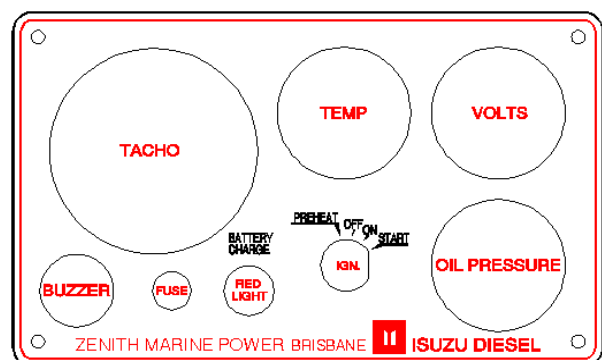 TACHO
TEMP
VOLTS
PREHEAT
OFF
ON
START
BATTERY
CHARGE
BUZZER
FUSE
RED
LIGHT
IGN.
OIL PRESSURE
ZENITH MARINE POWER BRISBANE ISUZU DIESEL